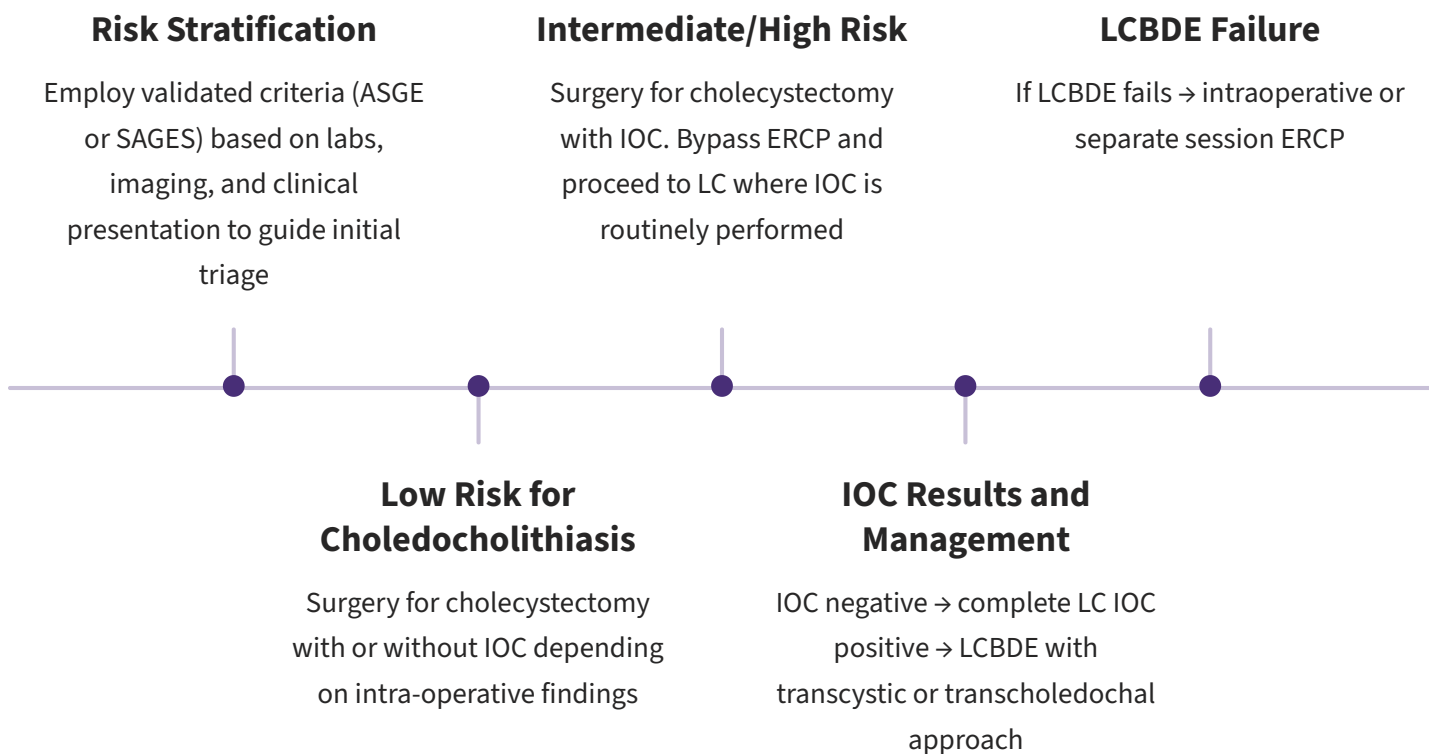 Risk Stratification
Employ validated criteria (ASGE
or SAGES) based on labs,
imaging, and clinical
presentation to guide initial
triage
Low Risk for
Choledocholithiasis
Surgery for cholecystectomy
with or without IOC depending
on intra-operative findings
Intermediate/High Risk
Surgery for cholecystectomy
with IOC. Bypass ERCP and
proceed to LC where IOC is
routinely performed
IOC Results and
Management
IOC negative → complete LC IOC
positive → LCBDE with
transcystic or transcholedochal
approach
LCBDE Failure
If LCBDE fails → intraoperative or
separate session ERCP